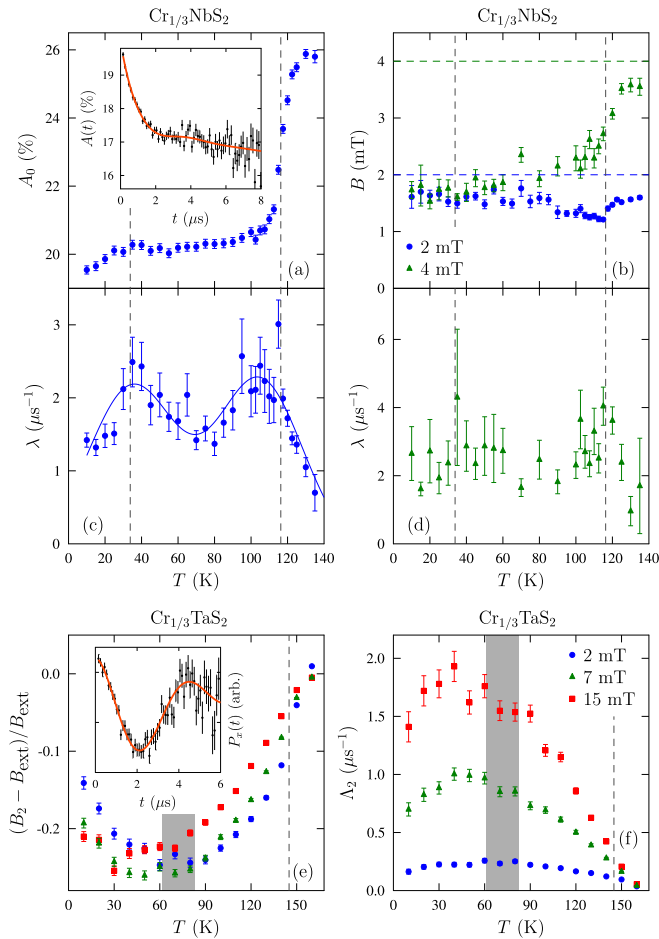 Cr1/3NbS2
Cr1/3NbS2
26
24
22
20
A0 (%)
19
18
17
16
A(t) (%)
0 2 4 6 8
t (μs)
(a)
4
3
2
1
0
B (mT)
2 mT
4 mT
(b)
3
2
1
0
λ (μs−1)
(c)
0 20 40 60 80 100 120 140
T (K)
6
4
2
0
λ (μs−1)
(d)
0 20 40 60 80 100 120 140
T (K)
Cr1/3TaS2
Cr1/3TaS2
0.0
-0.1
-0.2
(B2 − Bext)/Bext
Px(t) (arb.)
0 2 4 6
t (μs)
(e)
0 30 60 90 120 150
T (K)
2.0
1.5
1.0
0.5
0.0
Λ2 (μs−1)
2 mT
7 mT
15 mT
(f)
0 30 60 90 120 150
T (K)